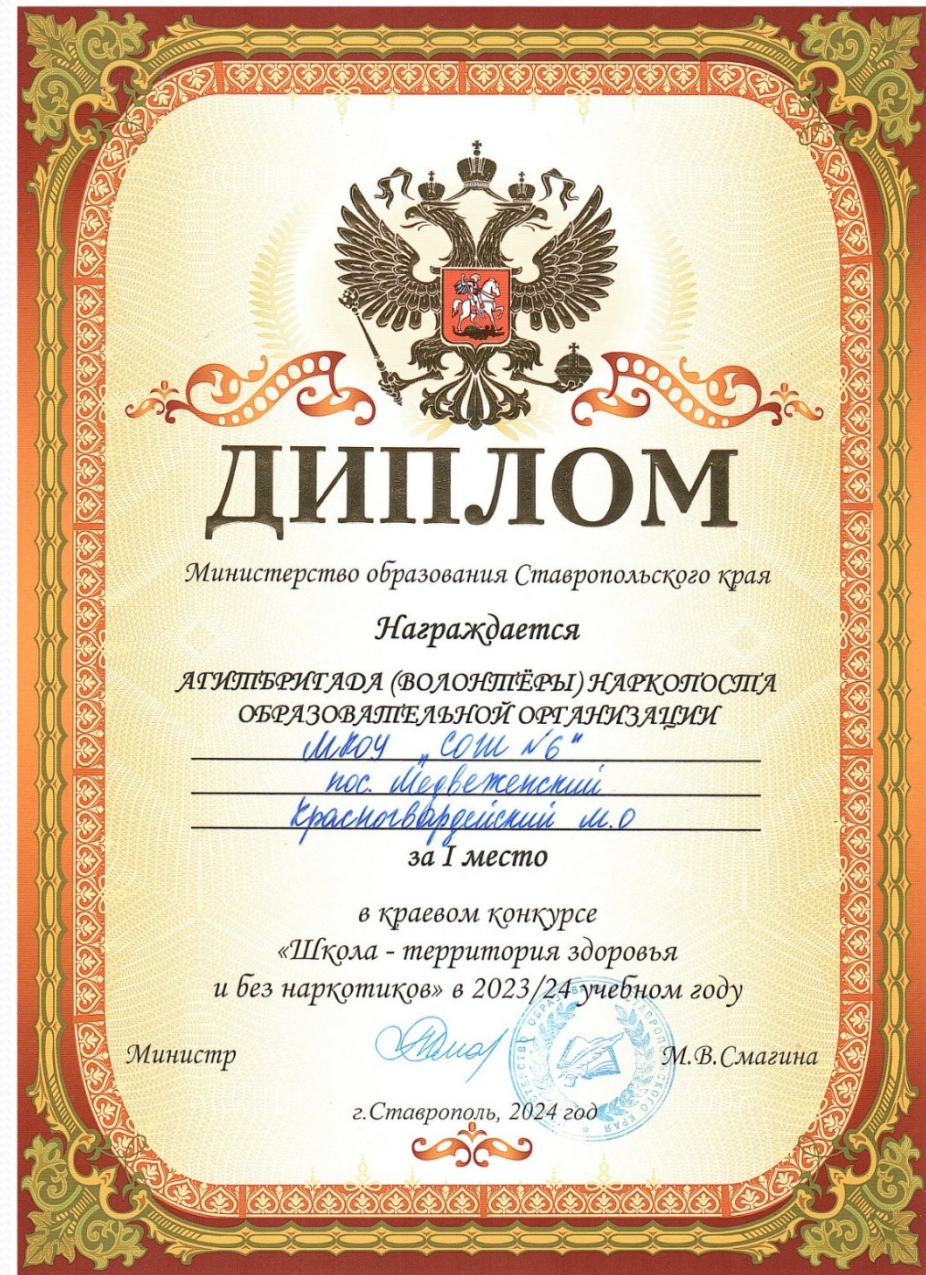 ДИПЛОМ
Министерство образования Ставропольского края
Награждается
АГИТБРИГАДА (ВОЛОНТЁРЫ) НАРКОПОСТА
ОБРАЗОВАТЕЛЬНОЙ ОРГАНИЗАЦИИ
МКОУ „СОШ №6"
пос. Медвеженский
Красногвардейский м.о
за I место
в краевом конкурсе
«Школа - территория здоровья
и без наркотиков» в 2023/24 учебном году
Министр
М.В.Смагина
г.Ставрополь, 2024 год